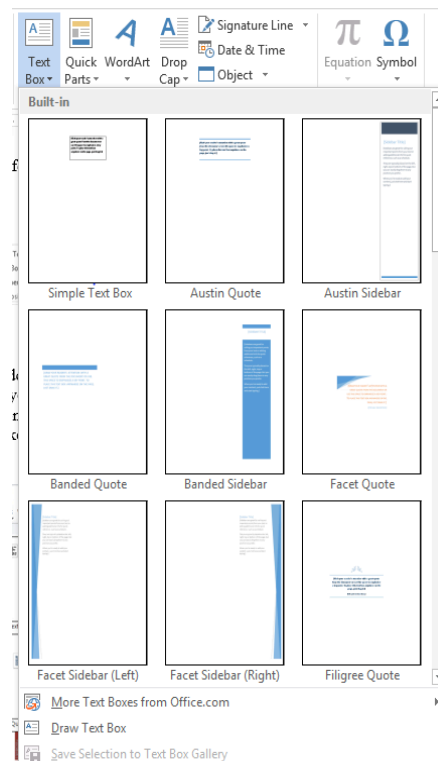 Signature Line
Date & Time
Text Box
Quick Parts
WordArt
Drop Cap
Object
Equation
Symbol
Built-in
Simple Text Box
Austin Quote
Austin Sidebar
Banded Quote
Banded Sidebar
Facet Quote
Facet Sidebar (Left)
Facet Sidebar (Right)
Filigree Quote
More Text Boxes from Office.com
Draw Text Box
Save Selection to Text Box Gallery